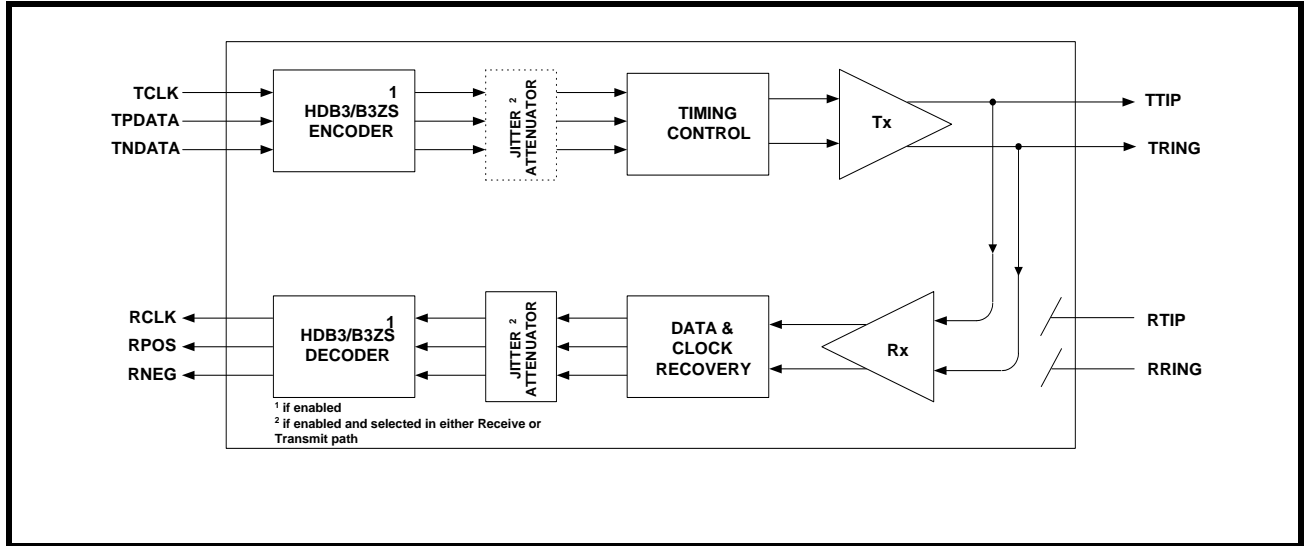 TCLK
TPDATA
TNDATA
1
HDB3/B3ZS
ENCODER
JITTER 2
ATTENUATOR
TIMING
CONTROL
Tx
TTIP
TRING
RCLK
RPOS
RNEG
1
HDB3/B3ZS
DECODER
JITTER 2
ATTENUATOR
DATA &
CLOCK
RECOVERY
Rx
RTIP
RRING
1 if enabled
2 if enabled and selected in either Receive or
Transmit path